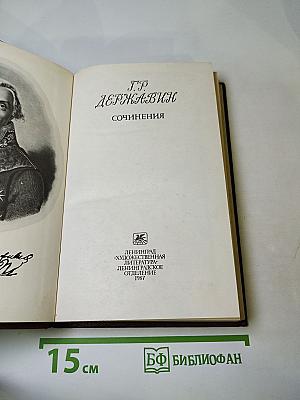 Г. Р.
ДЕРЖАВИН
СОЧИНЕНИЯ
ЛЕНИНГРАД
«ХУДОЖЕСТВЕННАЯ
ЛИТЕРАТУРА»
ЛЕНИНГРАДСКОЕ
ОТДЕЛЕНИЕ
1987
15 см
БФ БИБЛИОФАН